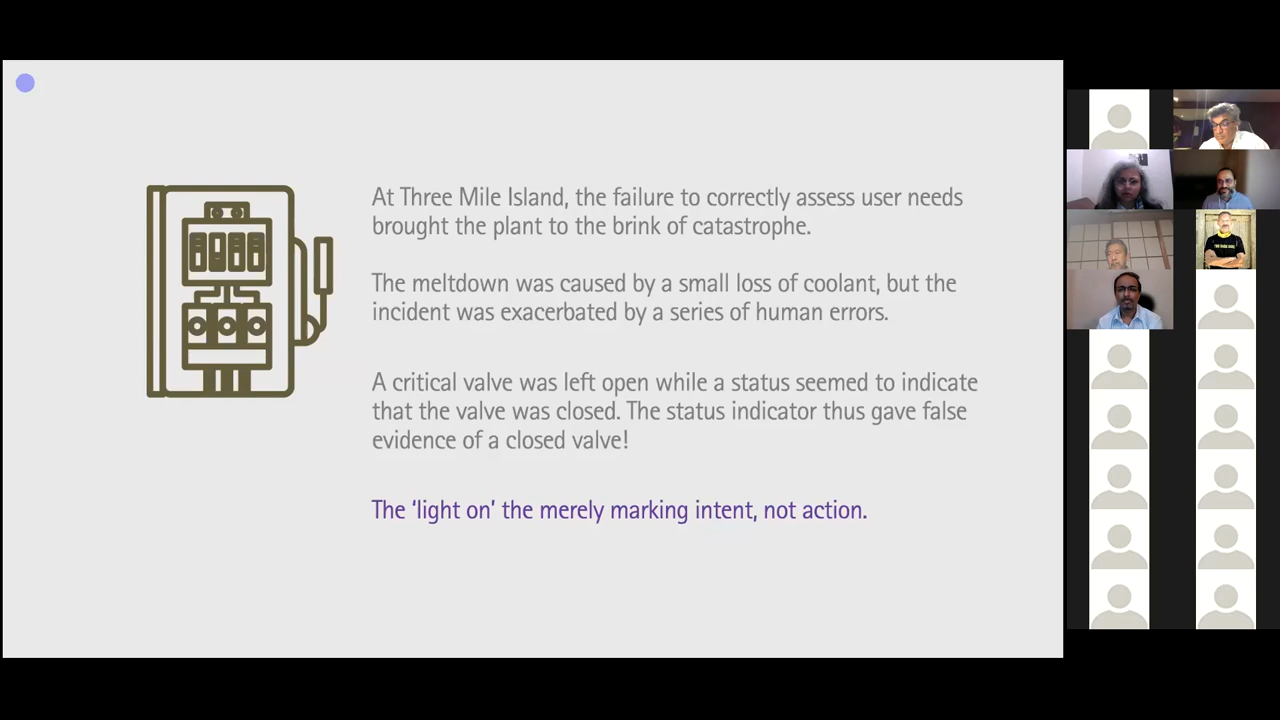 At Three Mile Island, the failure to correctly assess user needs
brought the plant to the brink of catastrophe.
The meltdown was caused by a small loss of coolant, but the
incident was exacerbated by a series of human errors.
A critical valve was left open while a status seemed to indicate
that the valve was closed. The status indicator thus gave false
evidence of a closed valve!
The ‘light on’ the merely marking intent, not action.